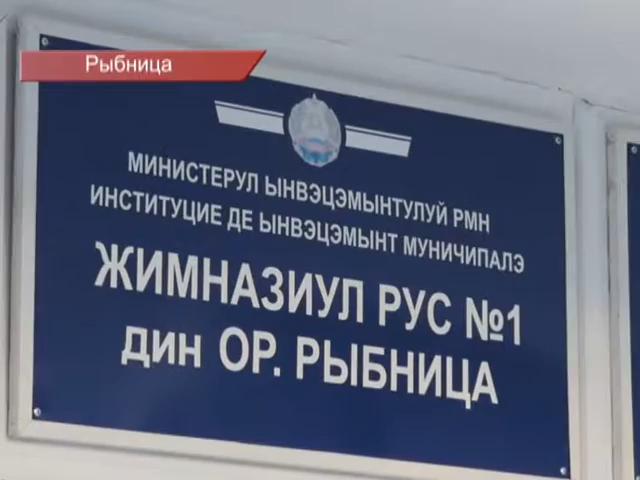 Рыбница
МИНИСТЕРУЛ ЫНВЭЦЭМЫНТУЛУЙ РМН
ИНСТИТУЦИЕ ДЕ ЫНВЭЦЭМЫНТ МУНИЧИПАЛЭ
ЖИМНАЗИУЛ РУС №1
ДИН ОР. РЫБНИЦА